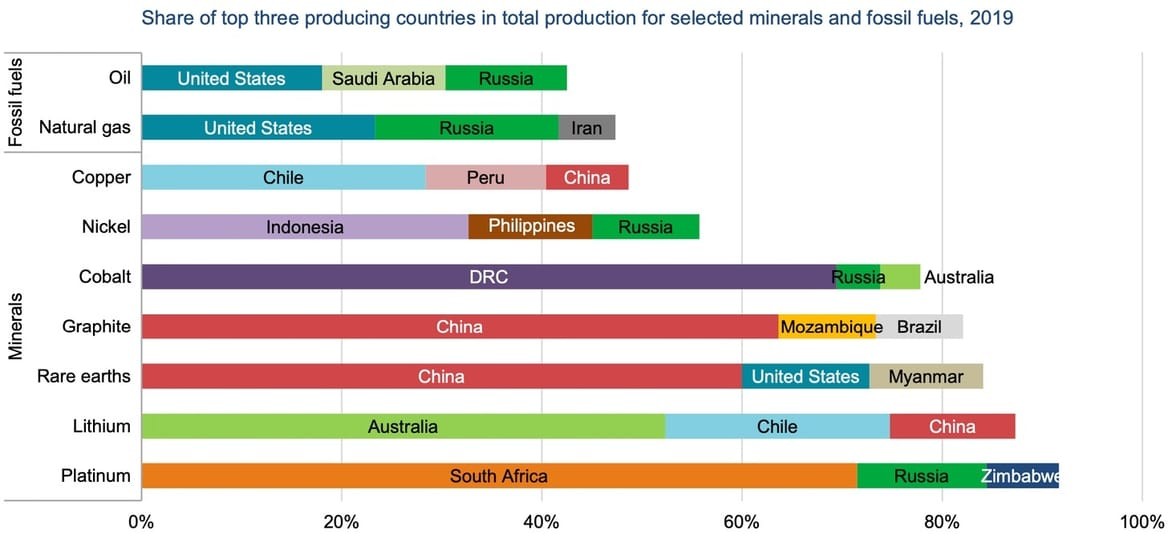 Share of top three producing countries in total production for selected minerals and fossil fuels, 2019
Fossil fuels
Oil United States Saudi Arabia Russia
Natural gas United States Russia Iran
Minerals
Copper Chile Peru China
Nickel Indonesia Philippines Russia
Cobalt DRC Russia Australia
Graphite China Mozambique Brazil
Rare earths China United States Myanmar
Lithium Australia Chile China
Platinum South Africa Russia Zimbabwe
0% 20% 40% 60% 80% 100%